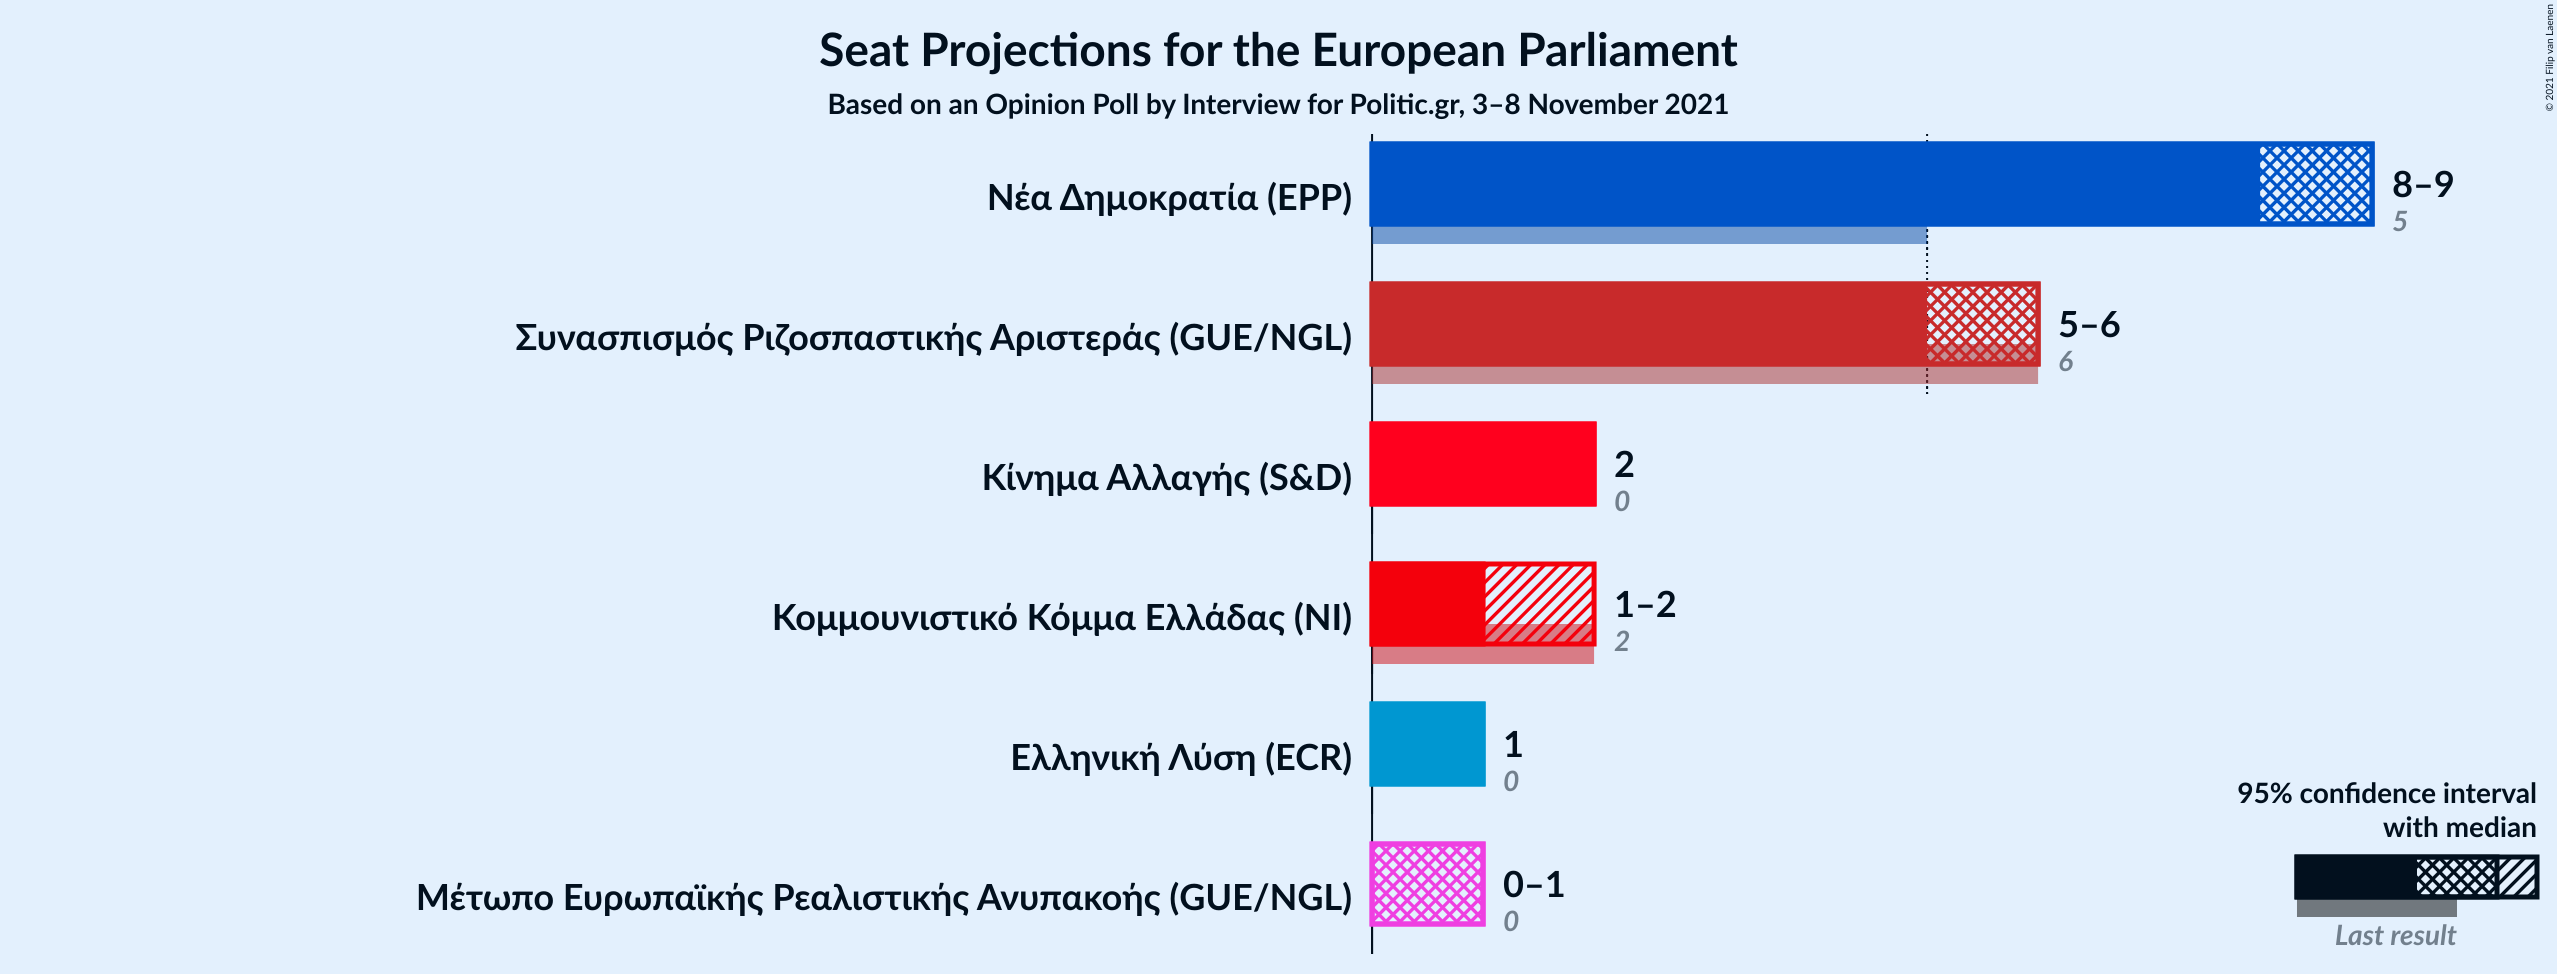 Seat Projections for the European Parliament
Based on an Opinion Poll by Interview for Politic.gr, 3–8 November 2021
© 2021 Filip van Laenen
Νέα Δημοκρατία (EPP)
8–9
5
Συνασπισμός Ριζοσπαστικής Αριστεράς (GUE/NGL)
5–6
6
Κίνημα Αλλαγής (S&D)
2
0
Κομμουνιστικό Κόμμα Ελλάδας (NI)
1–2
2
Ελληνική Λύση (ECR)
1
0
Μέτωπο Ευρωπαϊκής Ρεαλιστικής Ανυπακοής (GUE/NGL)
0–1
0
95% confidence interval
with median
Last result